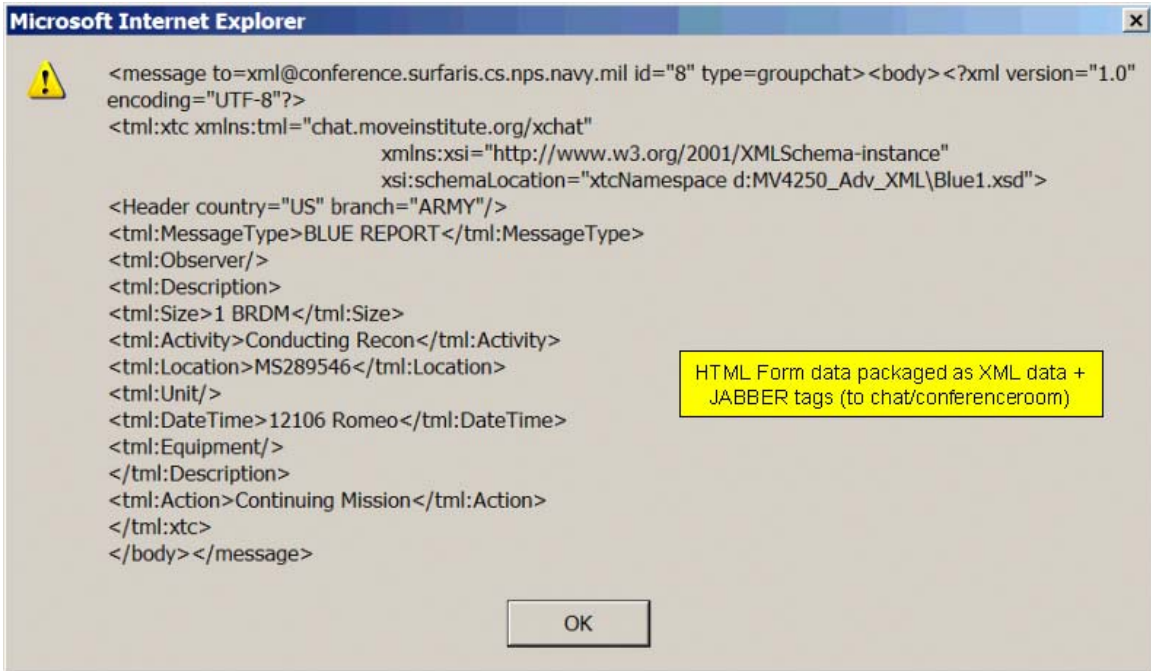 Microsoft Internet Explorer
<message to=xml@conference.surfaris.cs.nps.navy.mil id="8" type=groupchat><body><?xml version="1.0"
encoding="UTF-8"?>
<tml:xtc xmlns:tml="chat.moveinstitute.org/xchat"
xmlns:xsi="http://www.w3.org/2001/XMLSchema-instance"
xsi:schemaLocation="xtcNamespace d:MV4250_Adv_XML\Blue1.xsd">
<Header country="US" branch="ARMY"/>
<tml:MessageType>BLUE REPORT</tml:MessageType>
<tml:Observer/>
<tml:Description>
<tml:Size>1 BRDM</tml:Size>
<tml:Activity>Conducting Recon</tml:Activity>
<tml:Location>MS289546</tml:Location>
<tml:Unit/>
<tml:DateTime>12106 Romeo</tml:DateTime>
<tml:Equipment/>
</tml:Description>
<tml:Action>Continuing Mission</tml:Action>
</tml:xtc>
</body></message>
HTML Form data packaged as XML data +
JABBER tags (to chat/conferenceroom)
OK